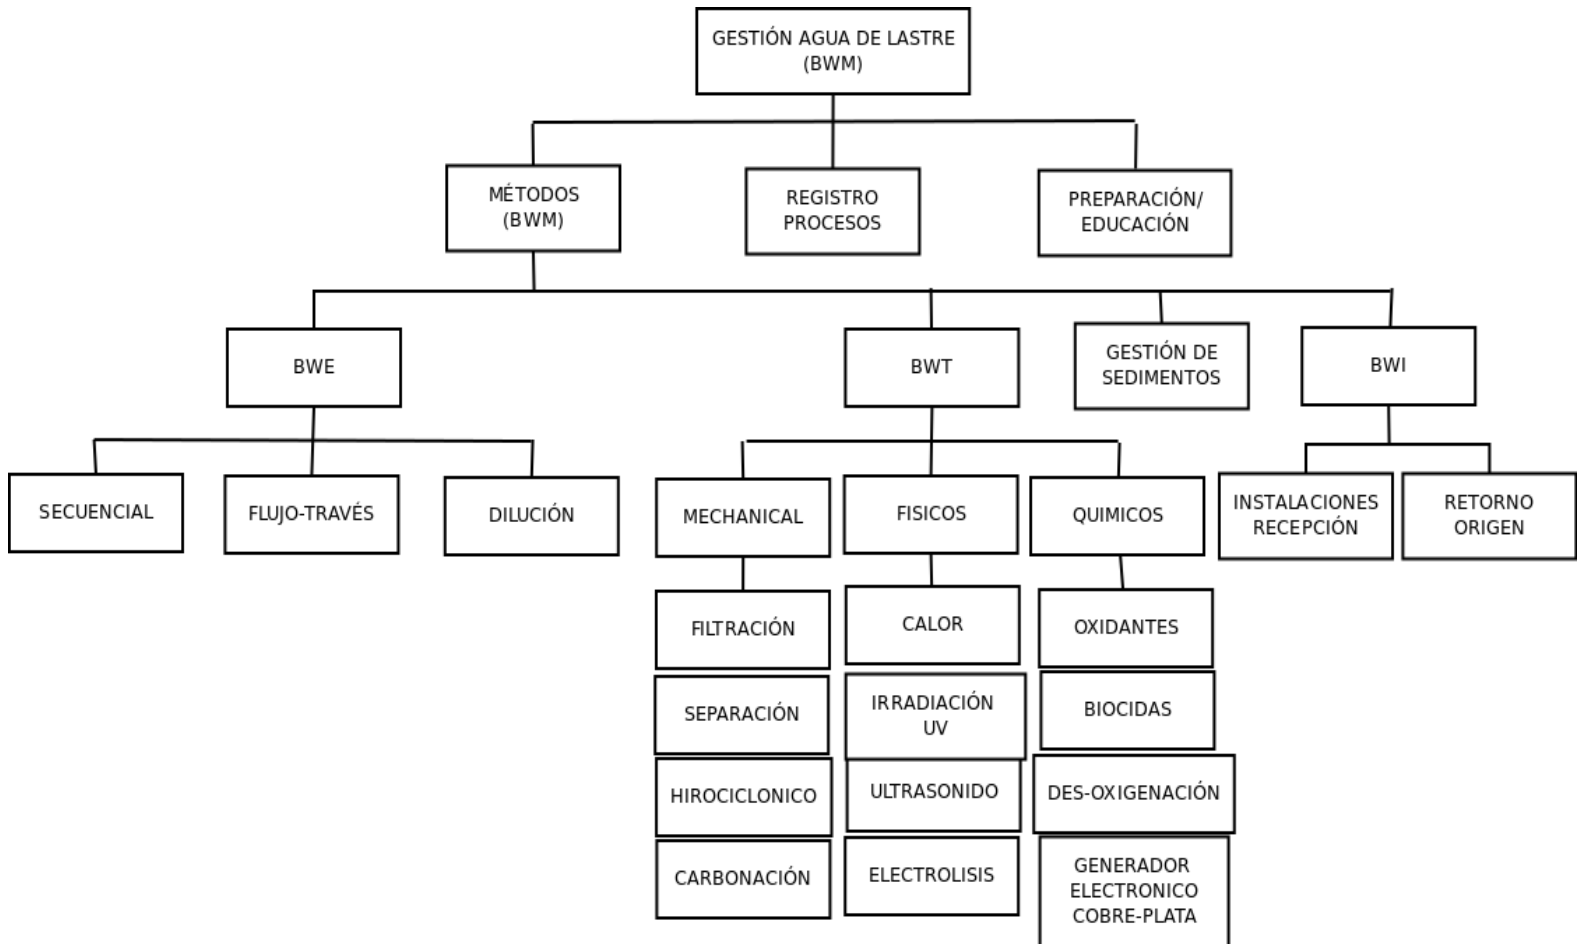 GESTIÓN AGUA DE LASTRE
(BWM)
MÉTODOS
(BWM)
REGISTRO
PROCESOS
PREPARACIÓN/
EDUCACIÓN
BWE
BWT
GESTIÓN DE
SEDIMENTOS
BWI
SECUENCIAL
FLUJO-TRAVÉS
DILUCIÓN
MECHANICAL
FISICOS
QUIMICOS
INSTALACIONES
RECEPCIÓN
RETORNO
ORIGEN
FILTRACIÓN
CALOR
OXIDANTES
SEPARACIÓN
IRRADIACIÓN
UV
BIOCIDAS
HIROCICLONICO
ULTRASONIDO
DES-OXIGENACIÓN
CARBONACIÓN
ELECTROLISIS
GENERADOR
ELECTRONICO
COBRE-PLATA